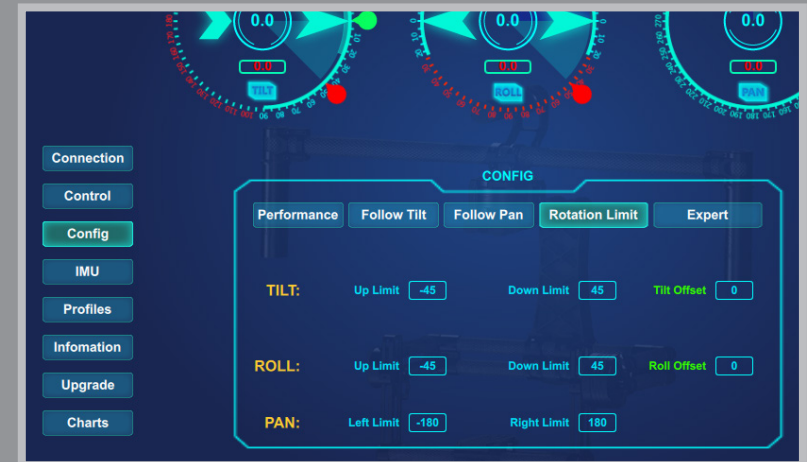 0.0 0.0 0.0
0.0 0.0 0.0
TILT ROLL PAN
Connection
Control
Config
IMU
Profiles
Infomation
Upgrade
Charts
CONFIG
Performance Follow Tilt Follow Pan Rotation Limit Expert
TILT: Up Limit -45 Down Limit 45 Tilt Offset 0
ROLL: Up Limit -45 Down Limit 45 Roll Offset 0
PAN: Left Limit -180 Right Limit 180